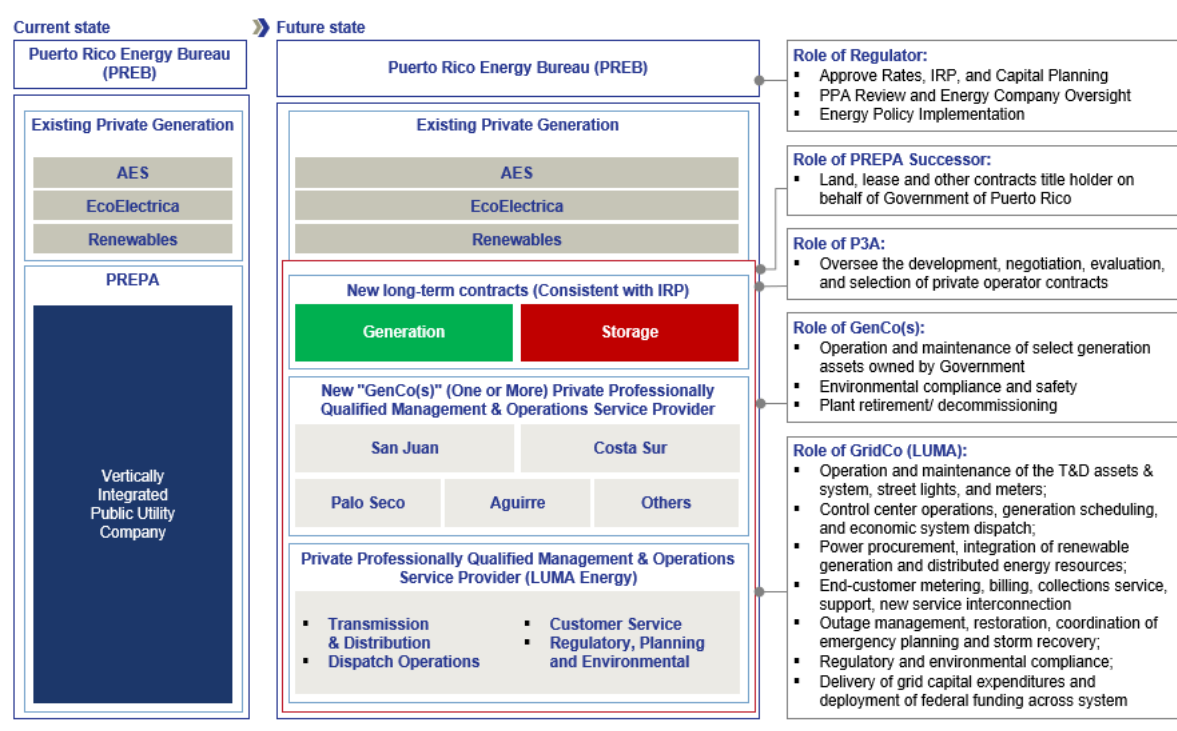 Current state
Future state
Puerto Rico Energy Bureau
(PREB)
Existing Private Generation
AES
EcoElectrica
Renewables
PREPA
Vertically
Integrated
Public Utility
Company
Puerto Rico Energy Bureau (PREB)
Existing Private Generation
AES
EcoElectrica
Renewables
New long-term contracts (Consistent with IRP)
Generation
Storage
New "GenCo(s)" (One or More) Private Professionally
Qualified Management & Operations Service Provider
San Juan
Costa Sur
Palo Seco
Aguirre
Others
Private Professionally Qualified Management & Operations
Service Provider (LUMA Energy)
▪ Transmission
& Distribution
▪ Dispatch Operations
▪ Customer Service
▪ Regulatory, Planning
and Environmental
Role of Regulator:
▪ Approve Rates, IRP, and Capital Planning
▪ PPA Review and Energy Company Oversight
▪ Energy Policy Implementation
Role of PREPA Successor:
▪ Land, lease and other contracts title holder on
behalf of Government of Puerto Rico
Role of P3A:
▪ Oversee the development, negotiation, evaluation,
and selection of private operator contracts
Role of GenCo(s):
▪ Operation and maintenance of select generation
assets owned by Government
▪ Environmental compliance and safety
▪ Plant retirement/ decommissioning
Role of GridCo (LUMA):
▪ Operation and maintenance of the T&D assets &
system, street lights, and meters;
▪ Control center operations, generation scheduling,
and economic system dispatch;
▪ Power procurement, integration of renewable
generation and distributed energy resources;
▪ End-customer metering, billing, collections service,
support, new service interconnection
▪ Outage management, restoration, coordination of
emergency planning and storm recovery;
▪ Regulatory and environmental compliance;
▪ Delivery of grid capital expenditures and
deployment of federal funding across system